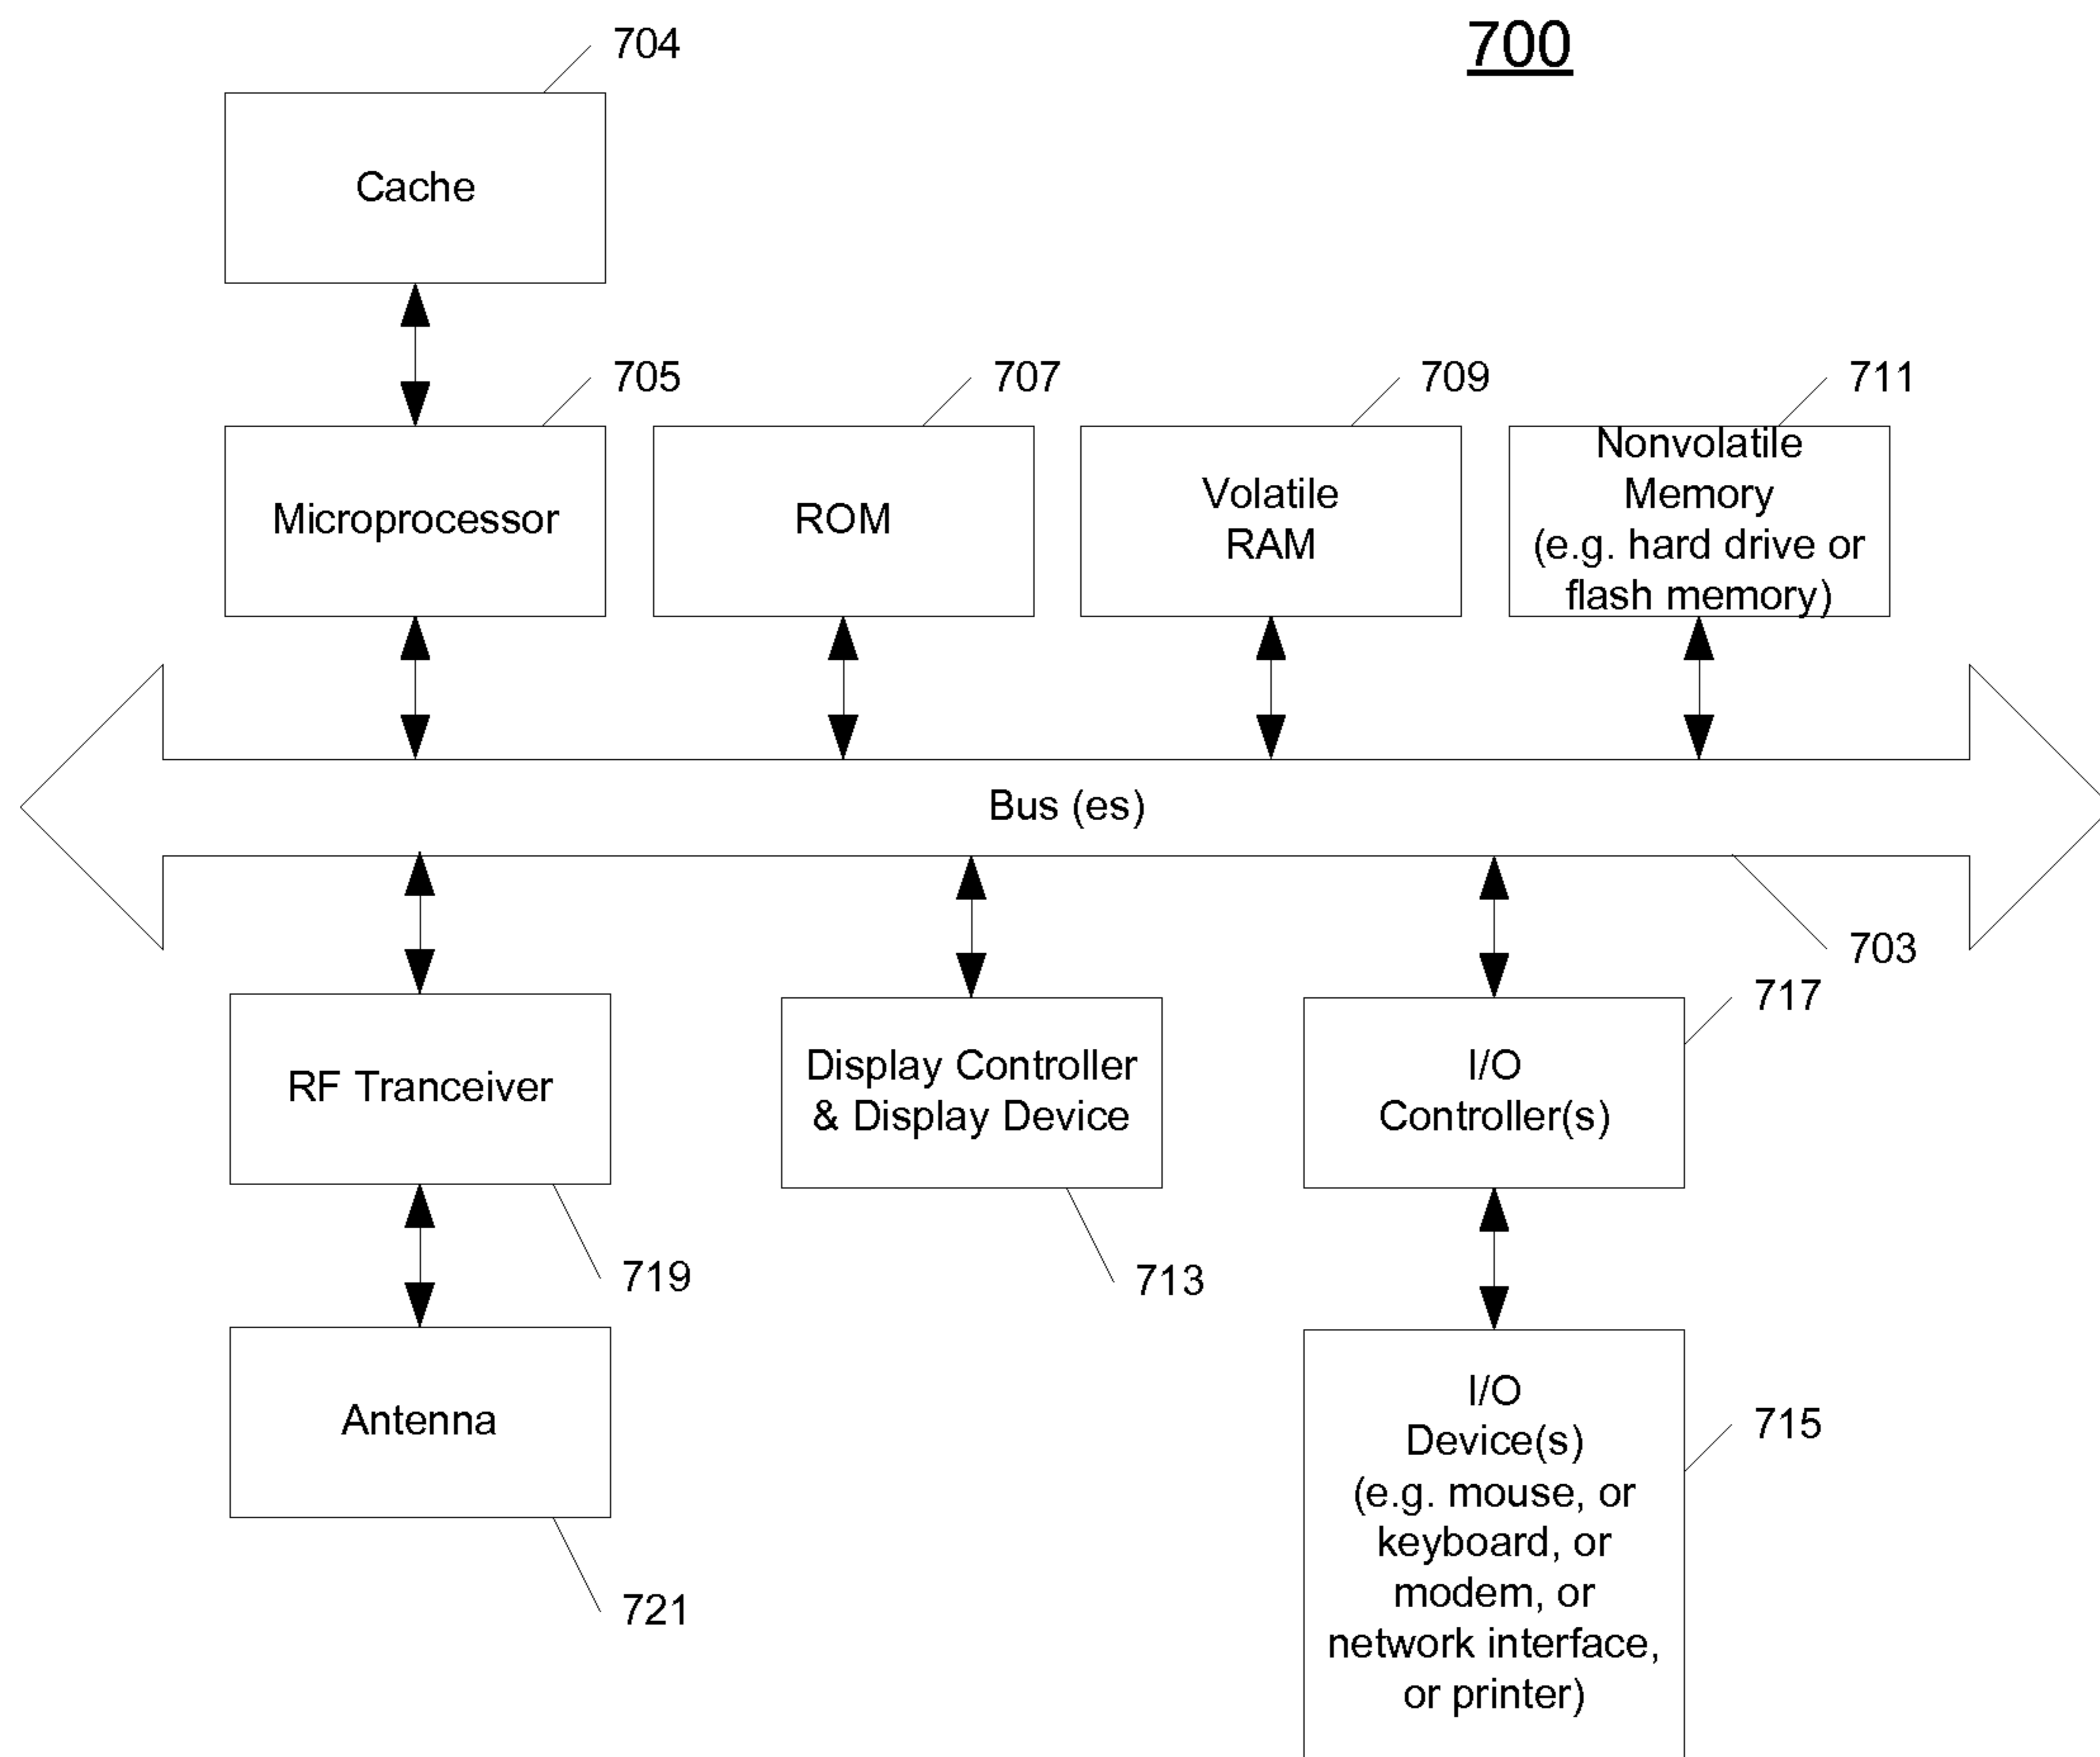 700
704
Cache
705
707
709
711
Microprocessor
ROM
Volatile
RAM
Nonvolatile
Memory
(e.g. hard drive or
flash memory)
Bus (es)
703
717
RF Tranceiver
Display Controller
& Display Device
I/O
Controller(s)
719
713
Antenna
721
I/O
Device(s)
(e.g. mouse, or
keyboard, or
modem, or
network interface,
or printer)
715